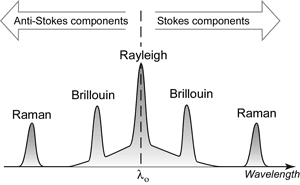 Anti-Stokes components Stokes components
Rayleigh
Brillouin Brillouin
Raman Raman
λo Wavelength